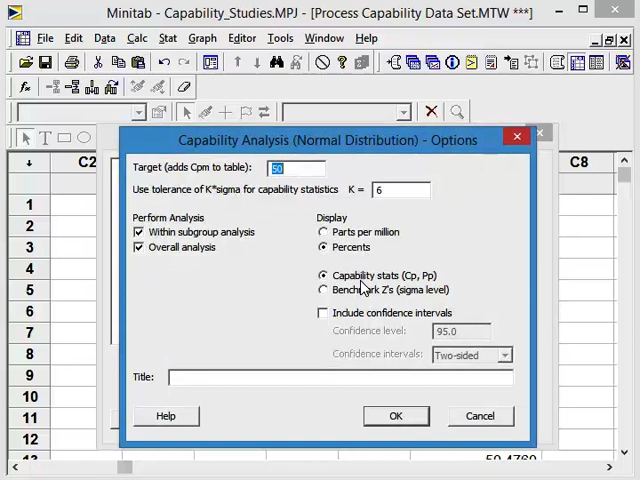 Minitab - Capability_Studies.MPJ - [Process Capability Data Set.MTW ***]
File Edit Data Calc Stat Graph Editor Tools Window Help
Capability Analysis (Normal Distribution) - Options
Target (adds Cpm to table): 50
Use tolerance of K*sigma for capability statistics K = 6
Perform Analysis
Within subgroup analysis
Overall analysis
Display
Parts per million
Percents
Capability stats (Cp, Pp)
Benchmark Z's (sigma level)
Include confidence intervals
Confidence level: 95.0
Confidence intervals: Two-sided
Title:
Help OK Cancel
C2 C8
1
2
3
4
5
6
7
8
9
10
11
12
13 50.4760